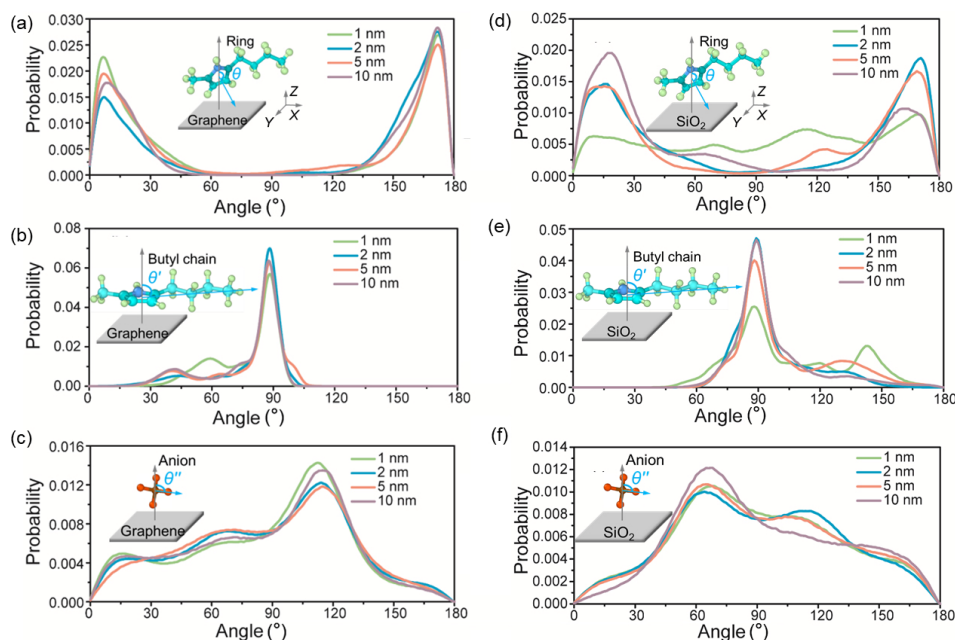 (a)
Probability
0.030
0.025
0.020
0.015
0.010
0.005
0.000
Ring
θ
Graphene
Z
Y
X
1 nm
2 nm
5 nm
10 nm
0 30 60 90 120 150 180
Angle (°)
(d)
Probability
0.030
0.025
0.020
0.015
0.010
0.005
0.000
Ring
θ
SiO₂
Z
Y
X
1 nm
2 nm
5 nm
10 nm
0 30 60 90 120 150 180
Angle (°)
(b)
Probability
0.08
0.06
0.04
0.02
0.00
Butyl chain
θ'
Graphene
1 nm
2 nm
5 nm
10 nm
0 30 60 90 120 150 180
Angle (°)
(e)
Probability
0.05
0.04
0.03
0.02
0.01
0.00
Butyl chain
θ'
SiO₂
1 nm
2 nm
5 nm
10 nm
0 30 60 90 120 150 180
Angle (°)
(c)
Probability
0.016
0.012
0.008
0.004
0.000
Anion
θ''
Graphene
1 nm
2 nm
5 nm
10 nm
0 30 60 90 120 150 180
Angle (°)
(f)
Probability
0.014
0.012
0.010
0.008
0.006
0.004
0.002
0.000
Anion
θ''
SiO₂
1 nm
2 nm
5 nm
10 nm
0 30 60 90 120 150 180
Angle (°)